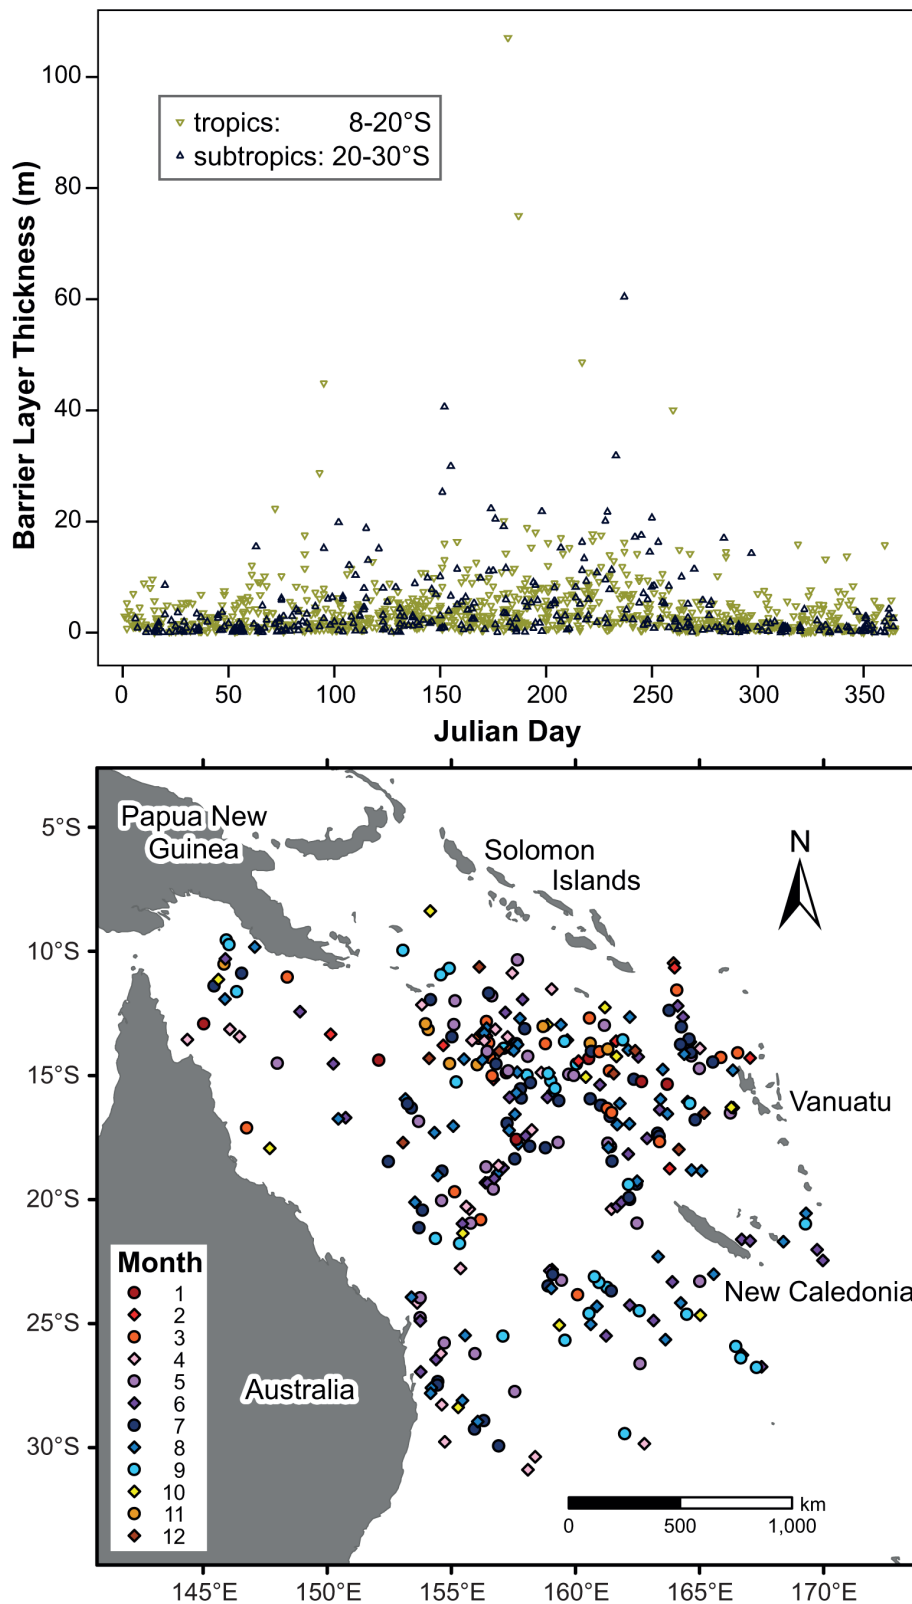 100
80
60
40
20
0
Barrier Layer Thickness (m)
tropics: 8-20°S
subtropics: 20-30°S
0 50 100 150 200 250 300 350
Julian Day
5°S
10°S
15°S
20°S
25°S
30°S
Papua New
Guinea
Solomon
Islands
N
Vanuatu
New Caledonia
Australia
Month
1
2
3
4
5
6
7
8
9
10
11
12
km
0 500 1,000
145°E 150°E 155°E 160°E 165°E 170°E